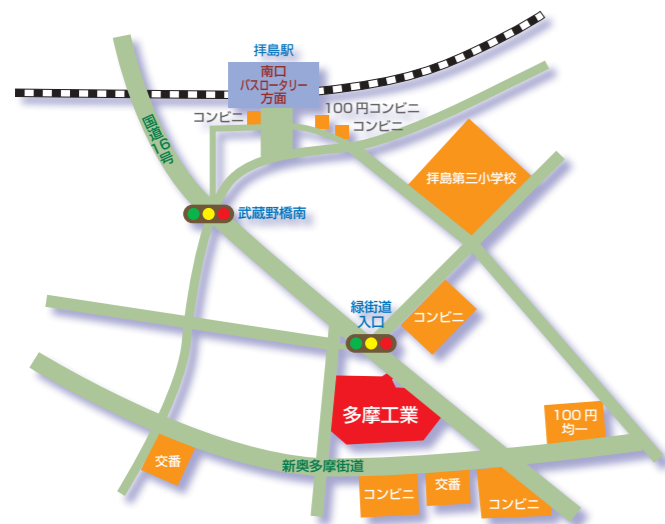 拝島駅
南口
バスロータリー
方面
コンビニ
100円コンビニ
コンビニ
国道16号
拝島第三小学校
武蔵野橋南
緑街道
入口
コンビニ
多摩工業
100円
均一
交番
新奥多摩街道
コンビニ
交番
コンビニ